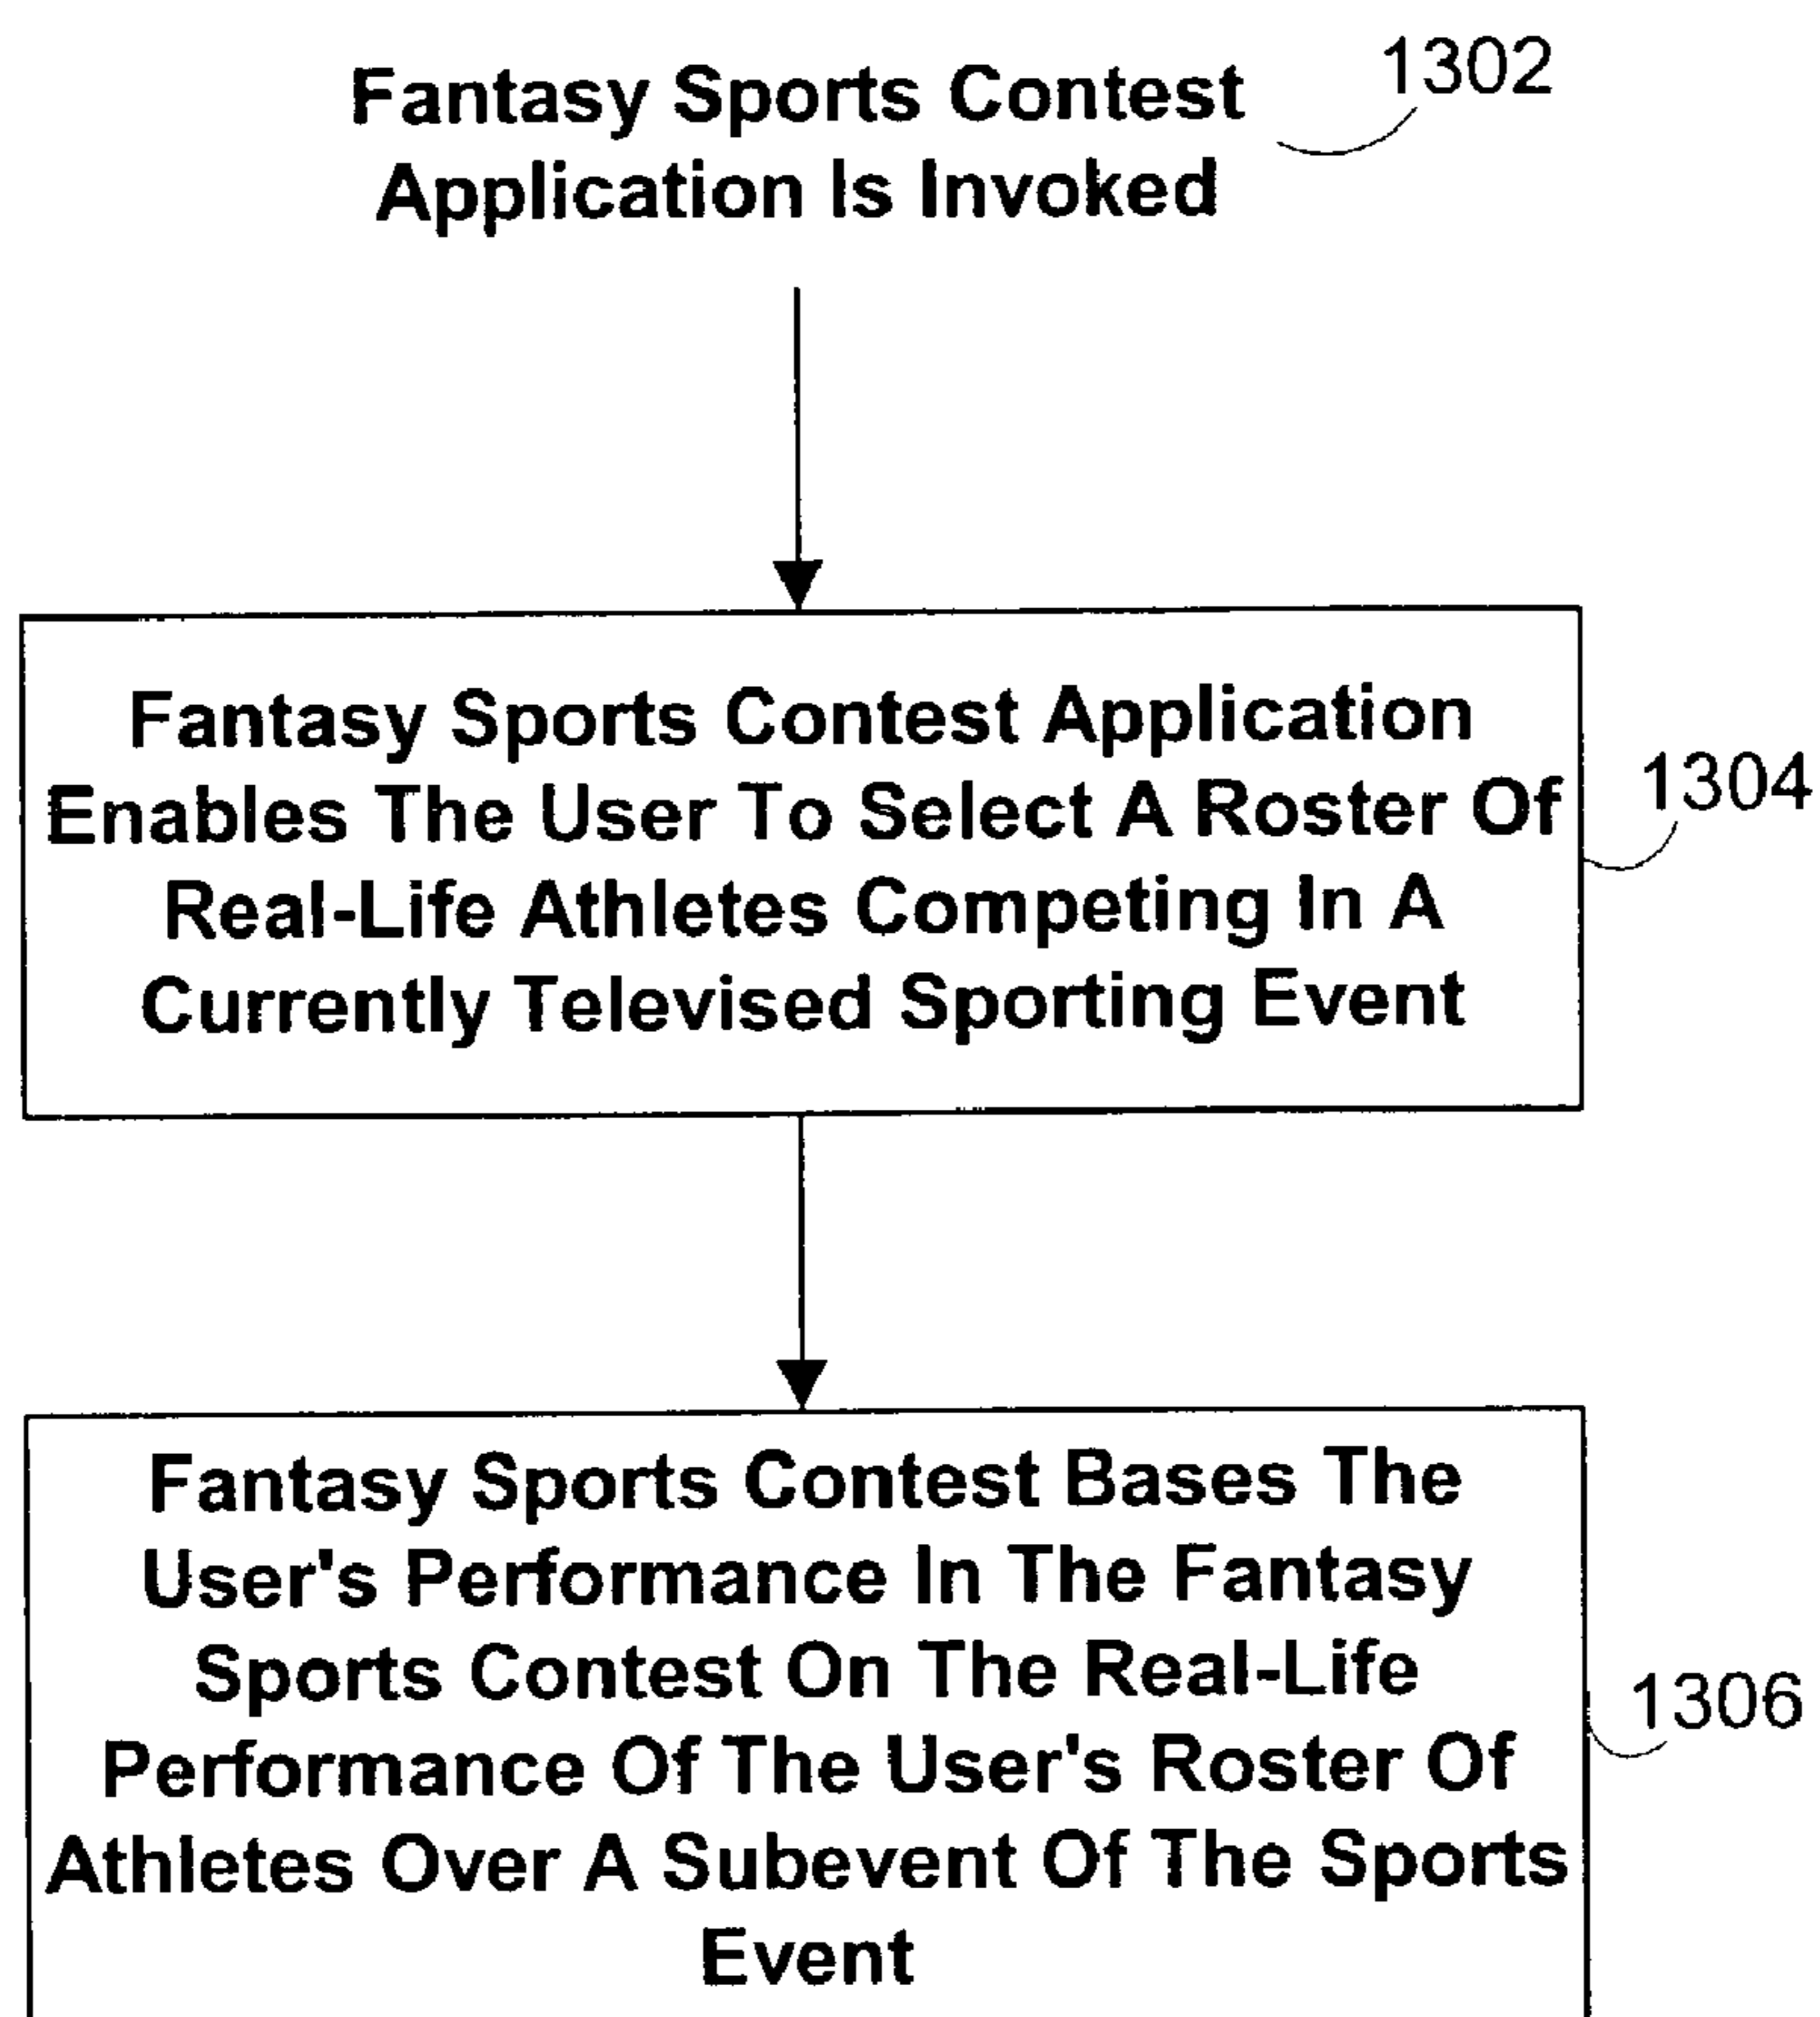 Fantasy Sports Contest 1302
Application Is Invoked
Fantasy Sports Contest Application
Enables The User To Select A Roster Of
Real-Life Athletes Competing In A
Currently Televised Sporting Event
1304
Fantasy Sports Contest Bases The
User's Performance In The Fantasy
Sports Contest On The Real-Life
Performance Of The User's Roster Of
Athletes Over A Subevent Of The Sports
Event
1306